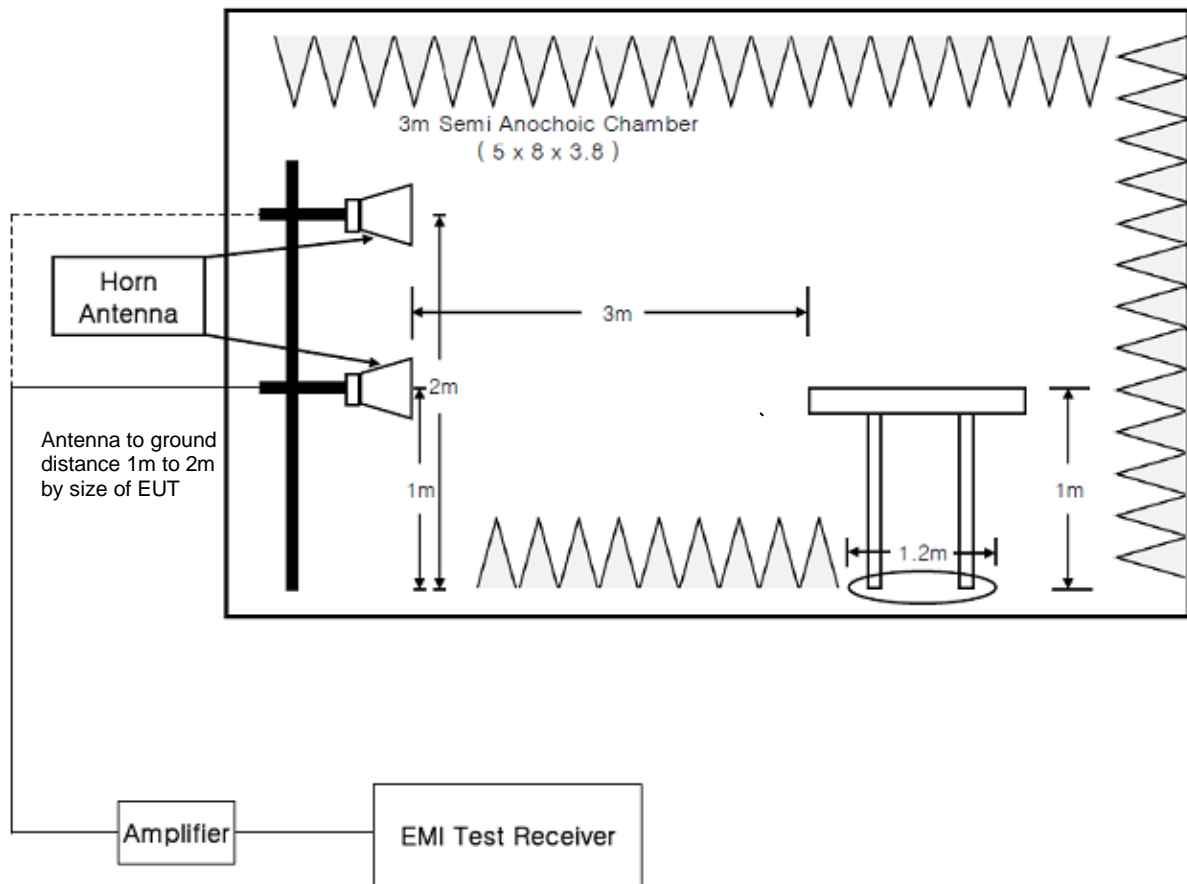 3m Semi Anochoic Chamber
( 5 x 8 x 3.8 )
Horn
Antenna
3m
2m
Antenna to ground
distance 1m to 2m
by size of EUT
1m
1m
1.2m
Amplifier
EMI Test Receiver